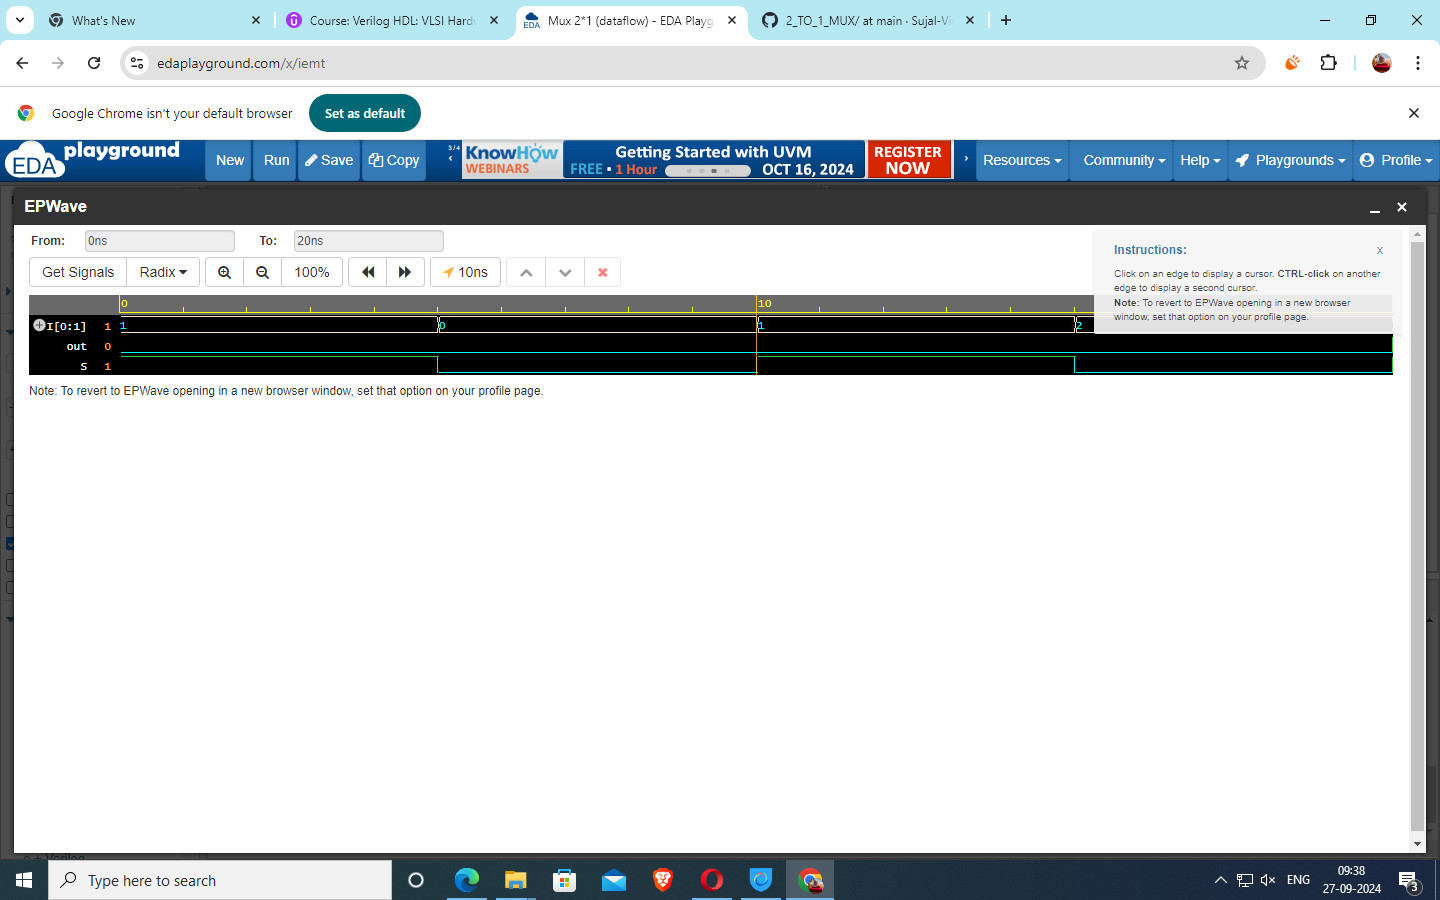 What's New
Course: Verilog HDL: VLSI Hard
Mux 2*1 (dataflow) - EDA Playg
2_TO_1_MUX/ at main · Sujal-Vi
edaplayground.com/x/iemt
Google Chrome isn't your default browser
Set as default
EDA playground
New
Run
Save
Copy
3/4
KnowHow
WEBINARS
Getting Started with UVM
FREE • 1 Hour
OCT 16, 2024
REGISTER
NOW
Resources
Community
Help
Playgrounds
Profile
EPWave
From: 0ns To: 20ns
Get Signals Radix 100% 10ns
Instructions: x
Click on an edge to display a cursor. CTRL-click on another
edge to display a second cursor.
Note: To revert to EPWave opening in a new browser
window, set that option on your profile page.
0 10
I[0:1] 1 1 0 1 2
out 0
S 1
Note: To revert to EPWave opening in a new browser window, set that option on your profile page.
Type here to search
ENG
09:38
27-09-2024
3